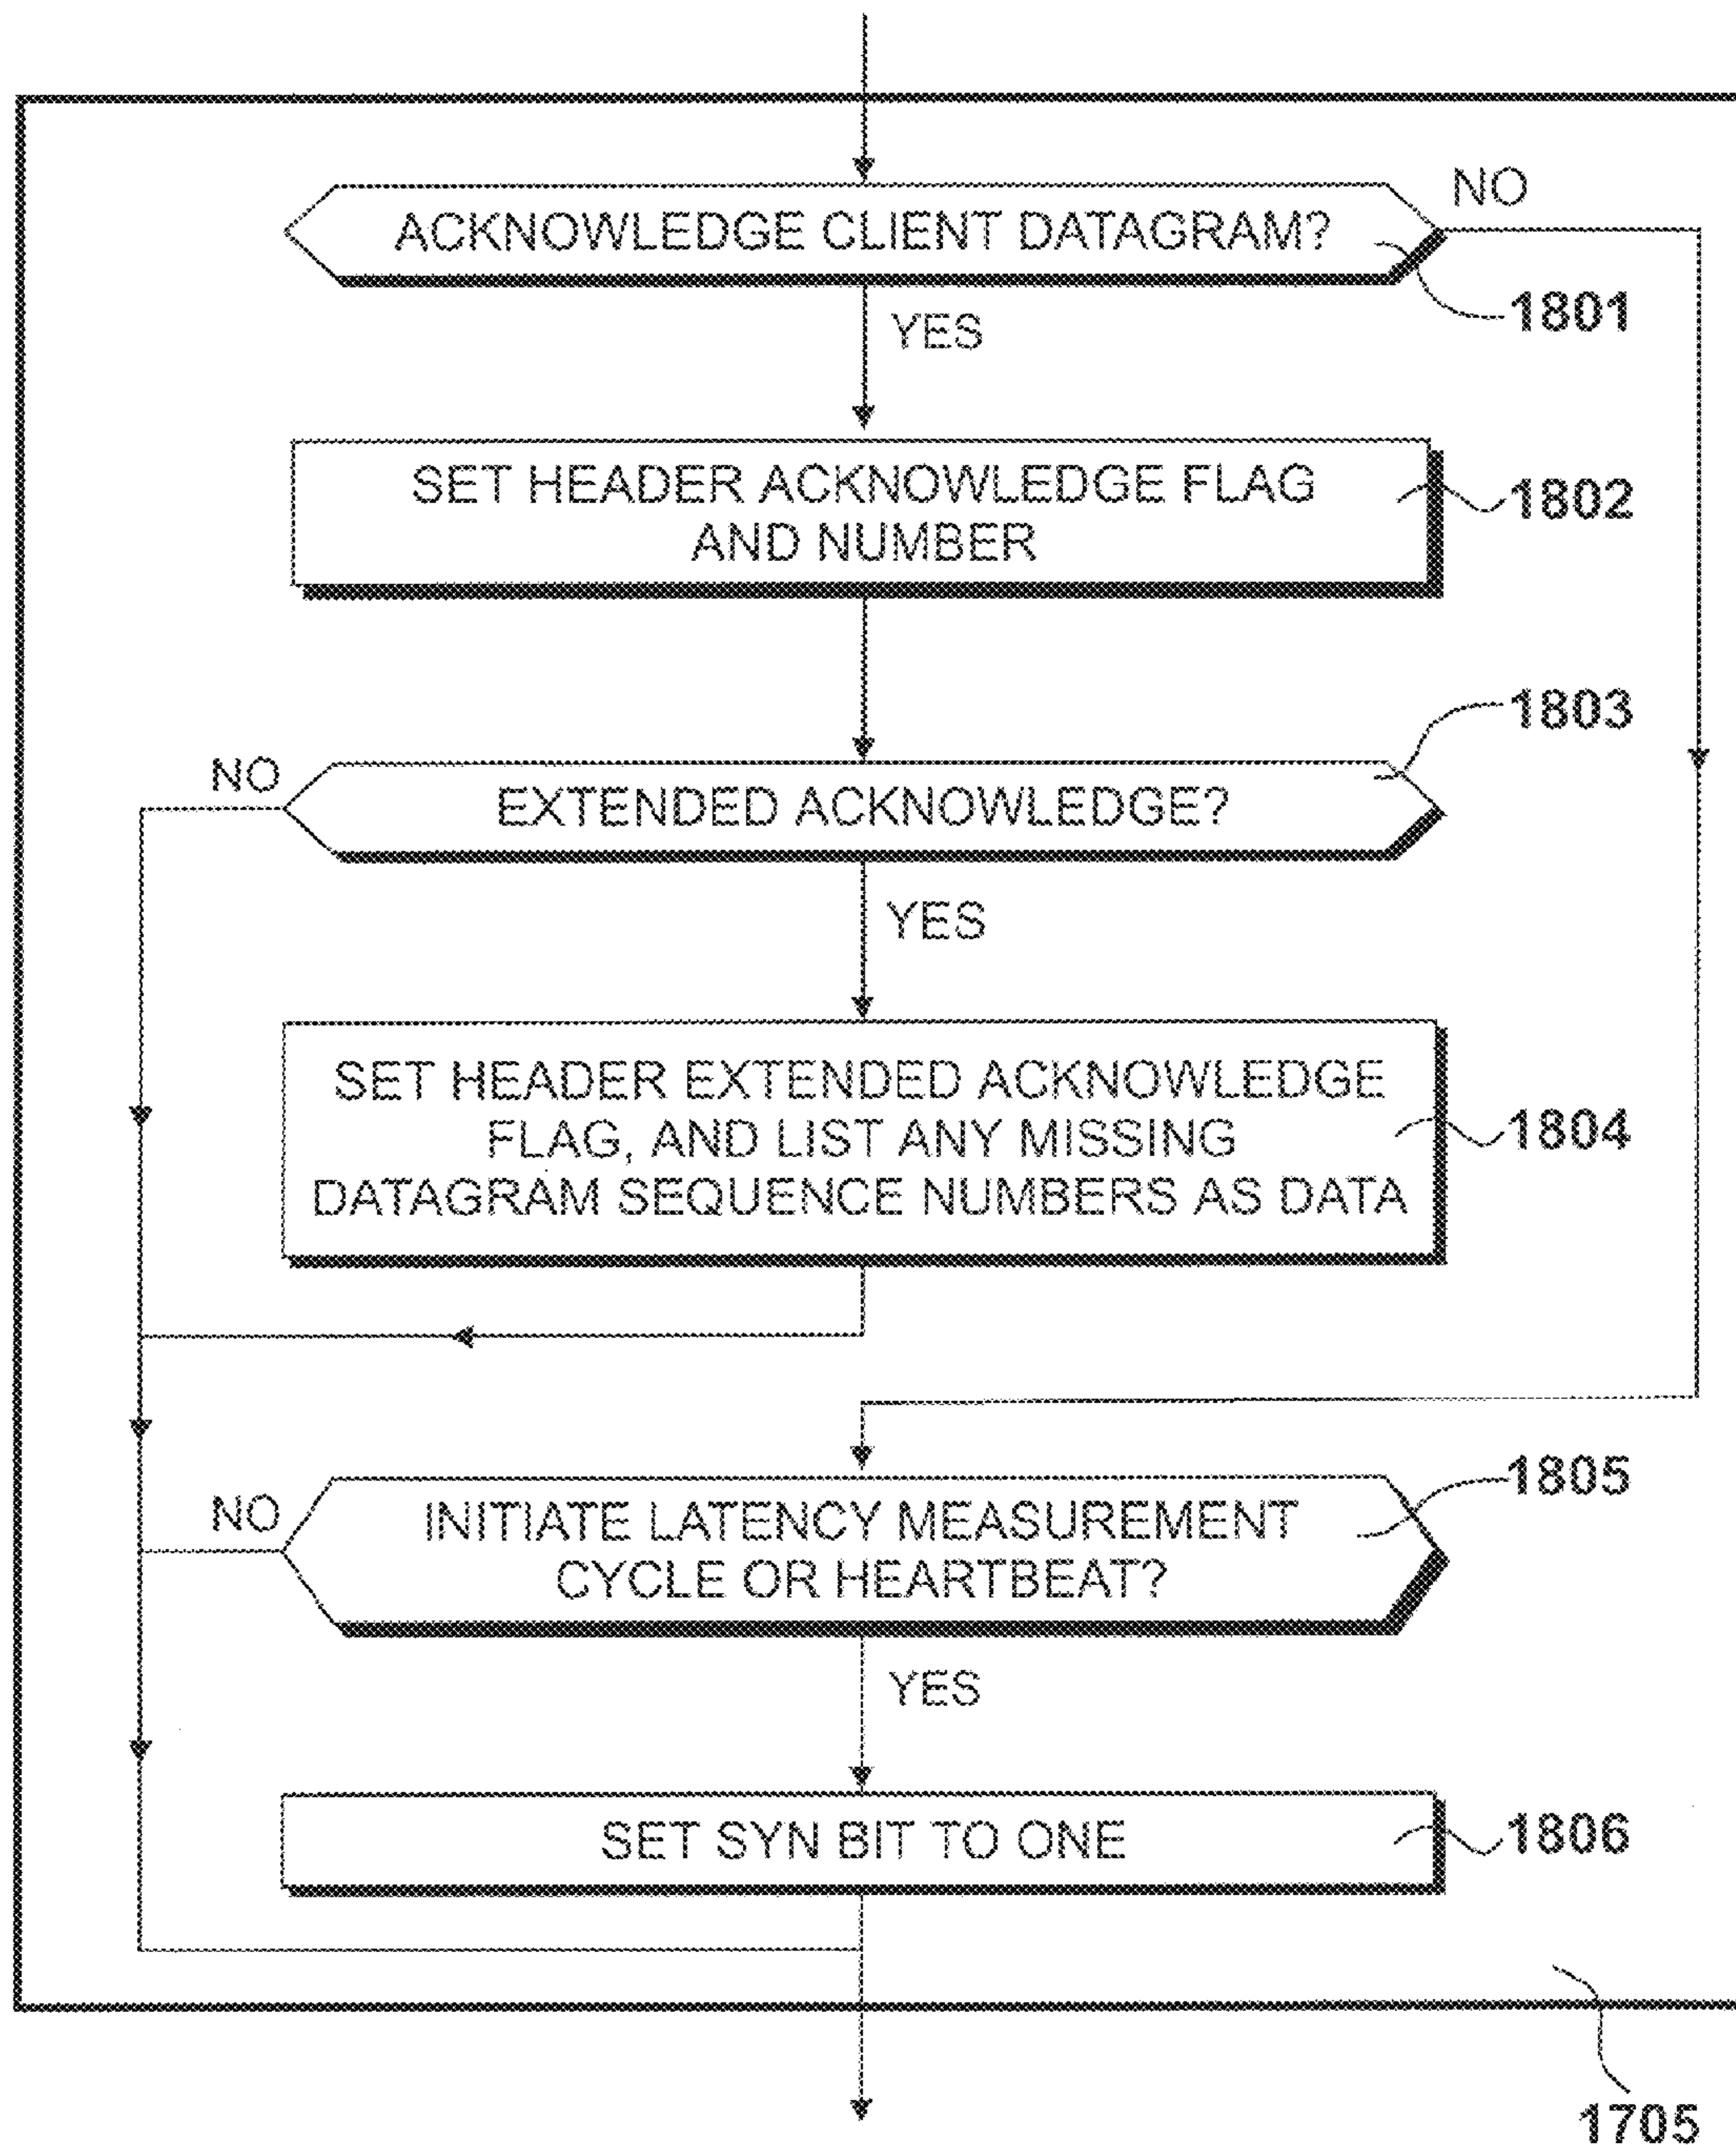 NO
ACKNOWLEDGE CLIENT DATAGRAM?
1801
YES
SET HEADER ACKNOWLEDGE FLAG
AND NUMBER
1802
1803
NO
EXTENDED ACKNOWLEDGE?
YES
SET HEADER EXTENDED ACKNOWLEDGE
FLAG, AND LIST ANY MISSING
DATAGRAM SEQUENCE NUMBERS AS DATA
1804
1805
NO
INITIATE LATENCY MEASUREMENT
CYCLE OR HEARTBEAT?
YES
SET SYN BIT TO ONE
1806
1705